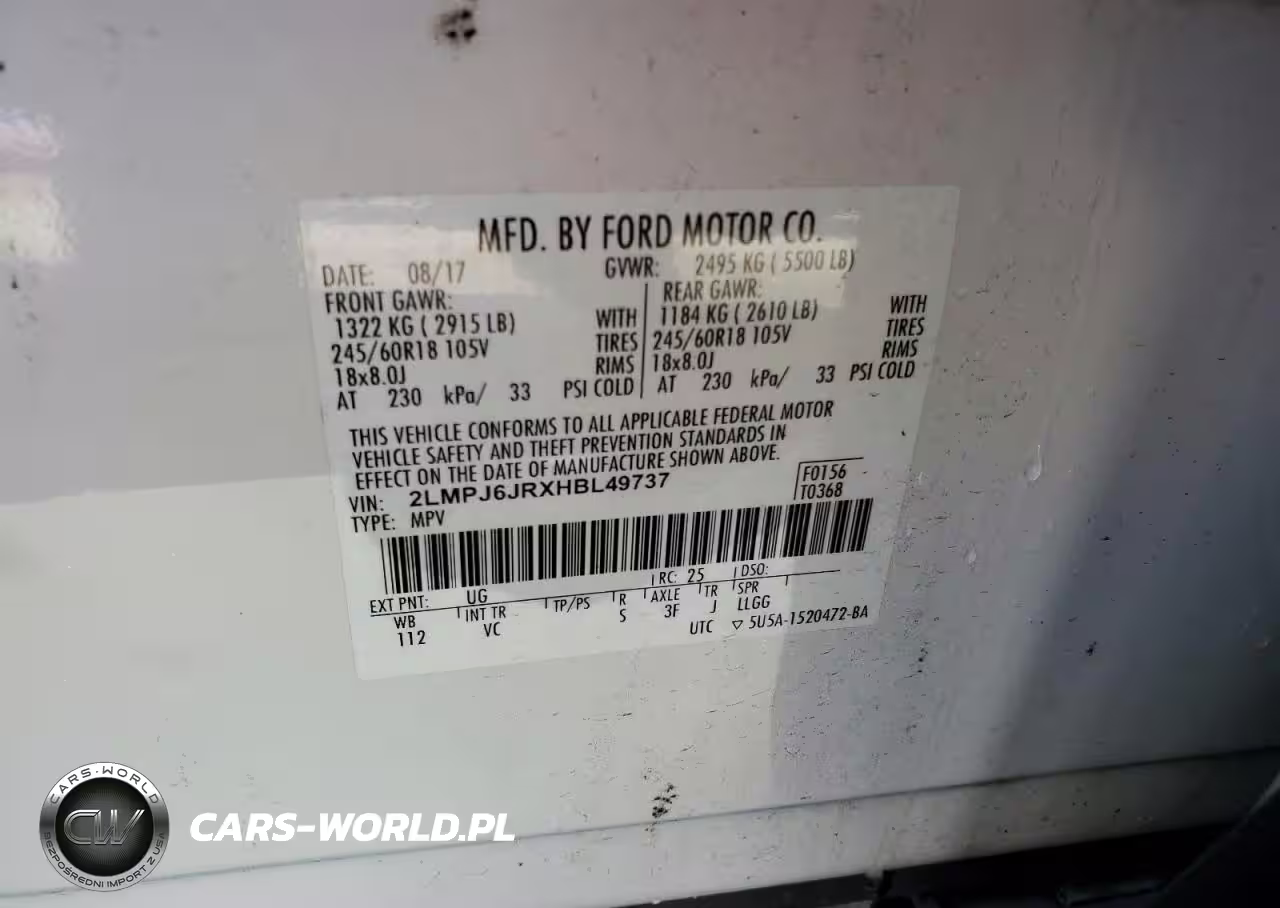 MFD. BY FORD MOTOR CO.
DATE: 08/17 GVWR: 2495 KG ( 5500 LB)
FRONT GAWR: REAR GAWR:
1322 KG ( 2915 LB) WITH 1184 KG ( 2610 LB) WITH
245/60R18 105V TIRES 245/60R18 105V TIRES
18x8.0J RIMS 18x8.0J RIMS
AT 230 kPa/ 33 PSI COLD AT 230 kPa/ 33 PSI COLD
THIS VEHICLE CONFORMS TO ALL APPLICABLE FEDERAL MOTOR
VEHICLE SAFETY AND THEFT PREVENTION STANDARDS IN
EFFECT ON THE DATE OF MANUFACTURE SHOWN ABOVE.
VIN: 2LMPJ6JRXHBL49737 F0156
TYPE: MPV T0368
EXT PNT: UG RC: 25 DSO:
WB INT TR TP/PS R AXLE TR SPR
112 VC S 3F J LLGG
UTC ▽ 5U5A-1520472-BA
CARS-WORLD
CW
BEZPOŚREDNI IMPORT Z USA
CARS-WORLD.PL